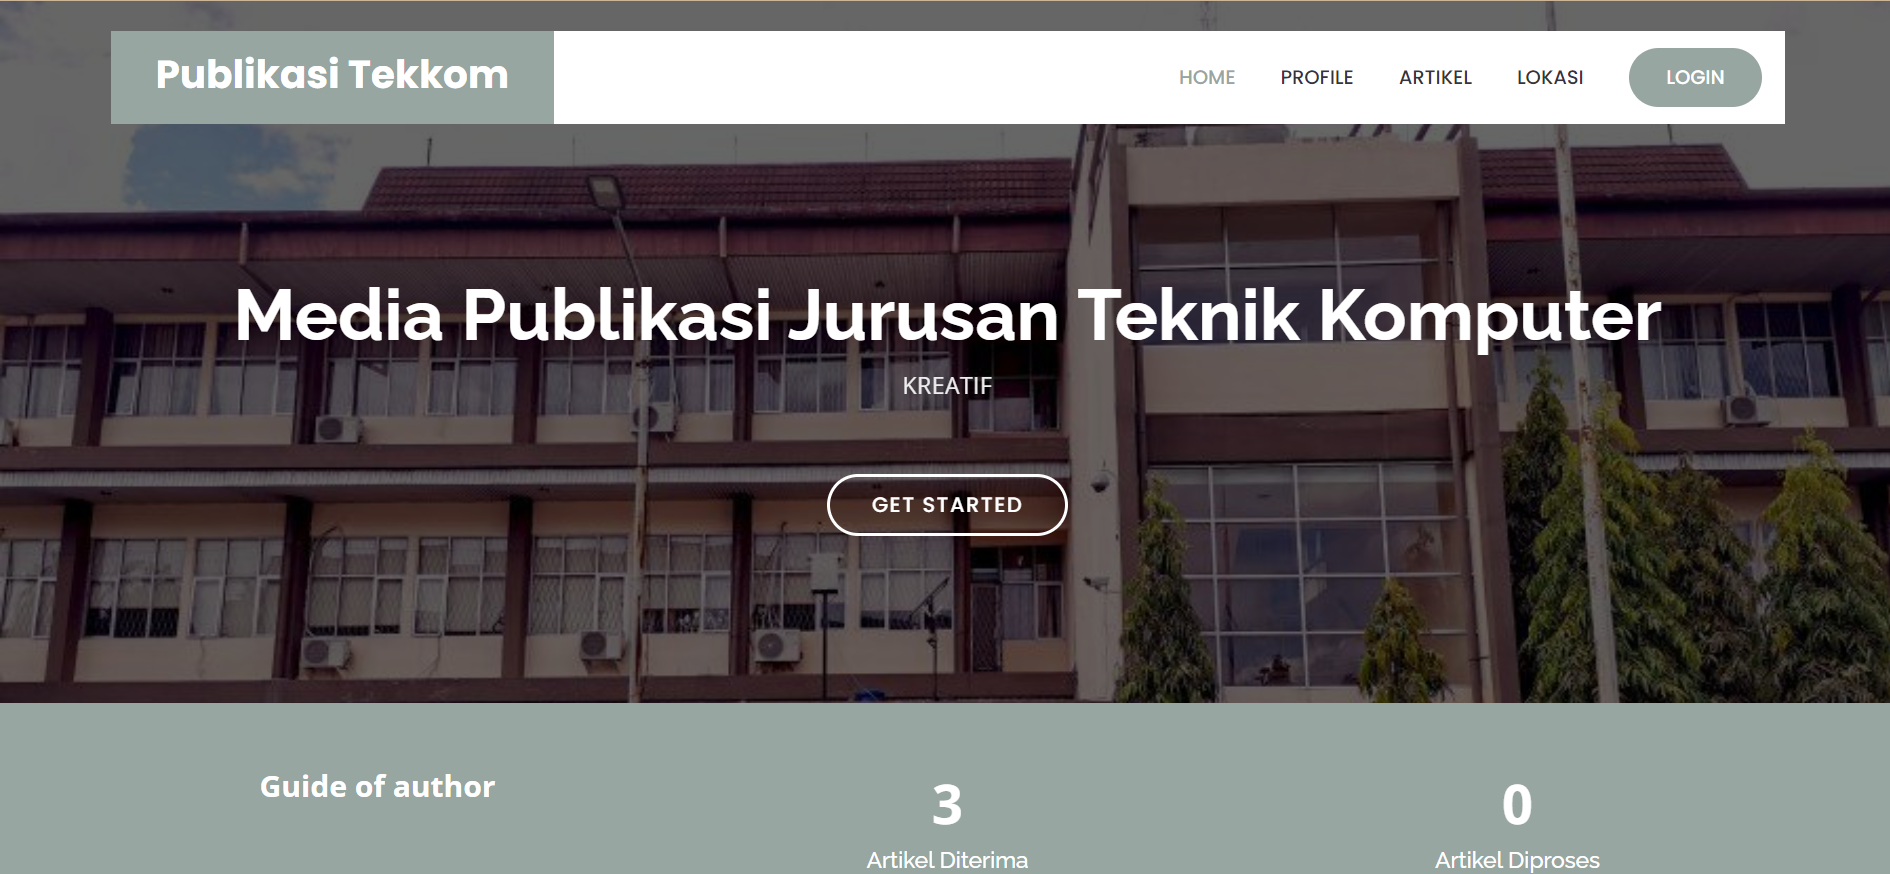 Publikasi Tekkom
HOME PROFILE ARTIKEL LOKASI LOGIN
Media Publikasi Jurusan Teknik Komputer
KREATIF
GET STARTED
Guide of author
3
Artikel Diterima
0
Artikel Diproses